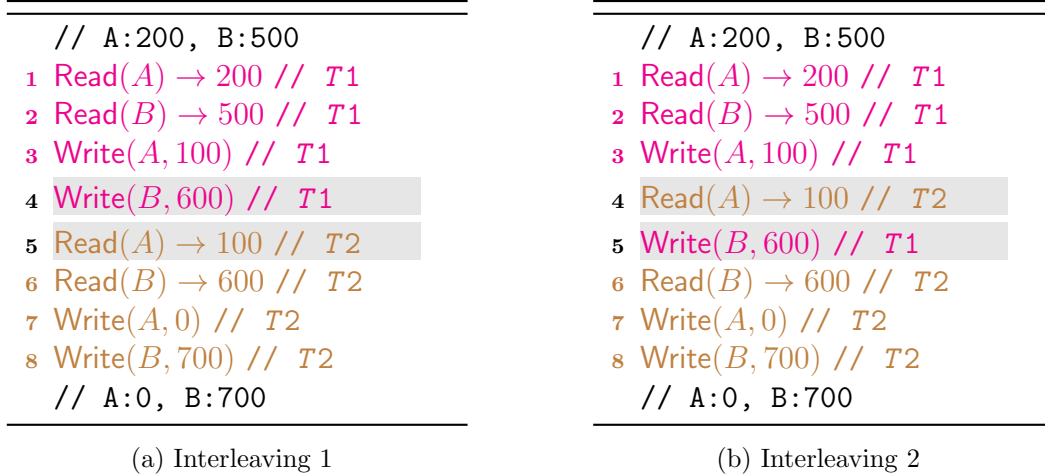 // A:200, B:500
1 Read(A) → 200 // T1
2 Read(B) → 500 // T1
3 Write(A, 100) // T1
4 Write(B, 600) // T1
5 Read(A) → 100 // T2
6 Read(B) → 600 // T2
7 Write(A, 0) // T2
8 Write(B, 700) // T2
// A:0, B:700
(a) Interleaving 1
// A:200, B:500
1 Read(A) → 200 // T1
2 Read(B) → 500 // T1
3 Write(A, 100) // T1
4 Read(A) → 100 // T2
5 Write(B, 600) // T1
6 Read(B) → 600 // T2
7 Write(A, 0) // T2
8 Write(B, 700) // T2
// A:0, B:700
(b) Interleaving 2